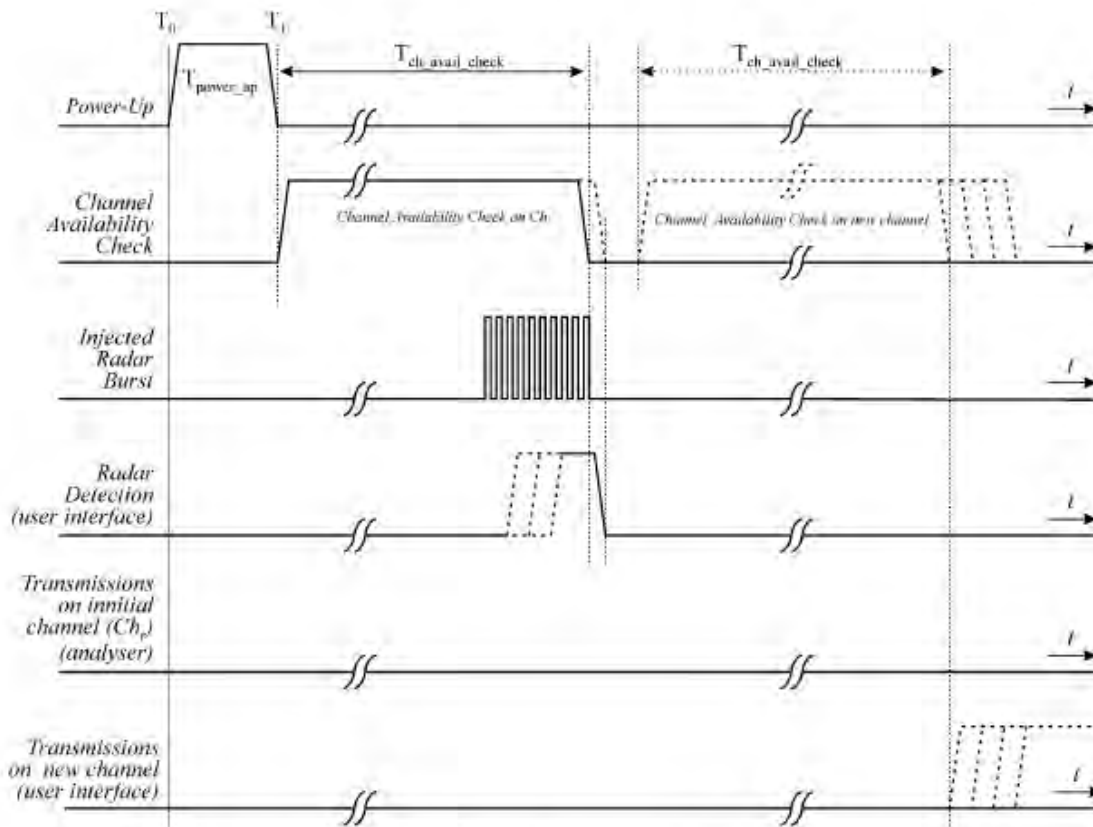 T0 T1
Tpower_up
Tch_avail_check
Tch_avail_check
Power-Up
t
Channel
Availability
Check
Channel Availability Check on Ch
Channel Availability Check on new channel
t
Injected
Radar
Burst
t
Radar
Detection
(user interface)
t
Transmissions
on innitial
channel (Chr)
(analyser)
t
Transmissions
on new channel
(user interface)
t